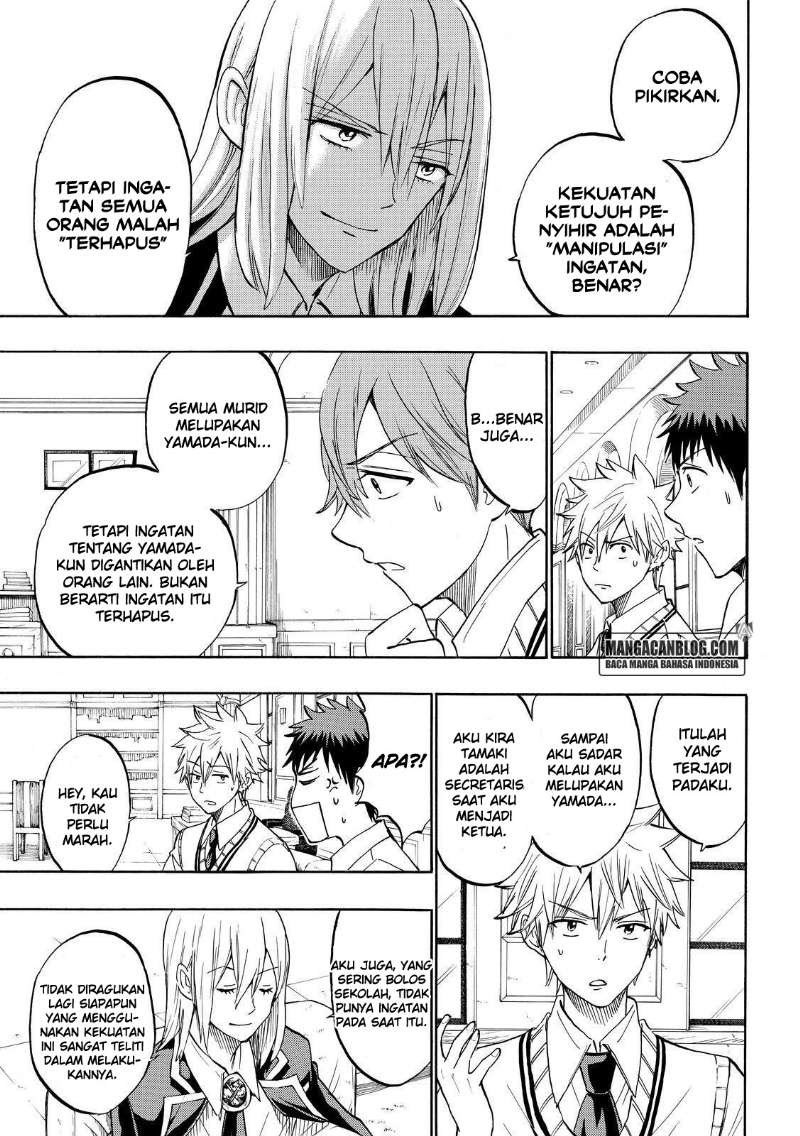 COBA
PIKIRKAN.
KEKUATAN
KETUJUH PE-
NYIHIR ADALAH
"MANIPULASI"
INGATAN,
BENAR?
TETAPI INGA-
TAN SEMUA
ORANG MALAH
"TERHAPUS"
B...BENAR
JUGA...
SEMUA MURID
MELUPAKAN
YAMADA-KUN...
TETAPI INGATAN
TENTANG YAMADA-
KUN DIGANTIKAN OLEH
ORANG LAIN. BUKAN
BERARTI INGATAN ITU
TERHAPUS.
MANGACANBLOG.COM
BACA MANGA BAHASA INDONESIA
ITULAH
YANG
TERJADI
PADAKU.
SAMPAI
AKU SADAR
KALAU AKU
MELUPAKAN
YAMADA...
AKU KIRA
TAMAKI
ADALAH
SECRETARIS
SAAT AKU
MENJADI
KETUA.
APA?!
HEY, KAU
TIDAK
PERLU
MARAH.
AKU JUGA, YANG
SERING BOLOS
SEKOLAH, TIDAK
PUNYA INGATAN
PADA SAAT ITU.
TIDAK DIRAGUKAN
LAGI SIAPAPUN
YANG MENGGU-
NAKAN KEKUATAN
INI SANGAT TELITI
DALAM MELAKU-
KANNYA.